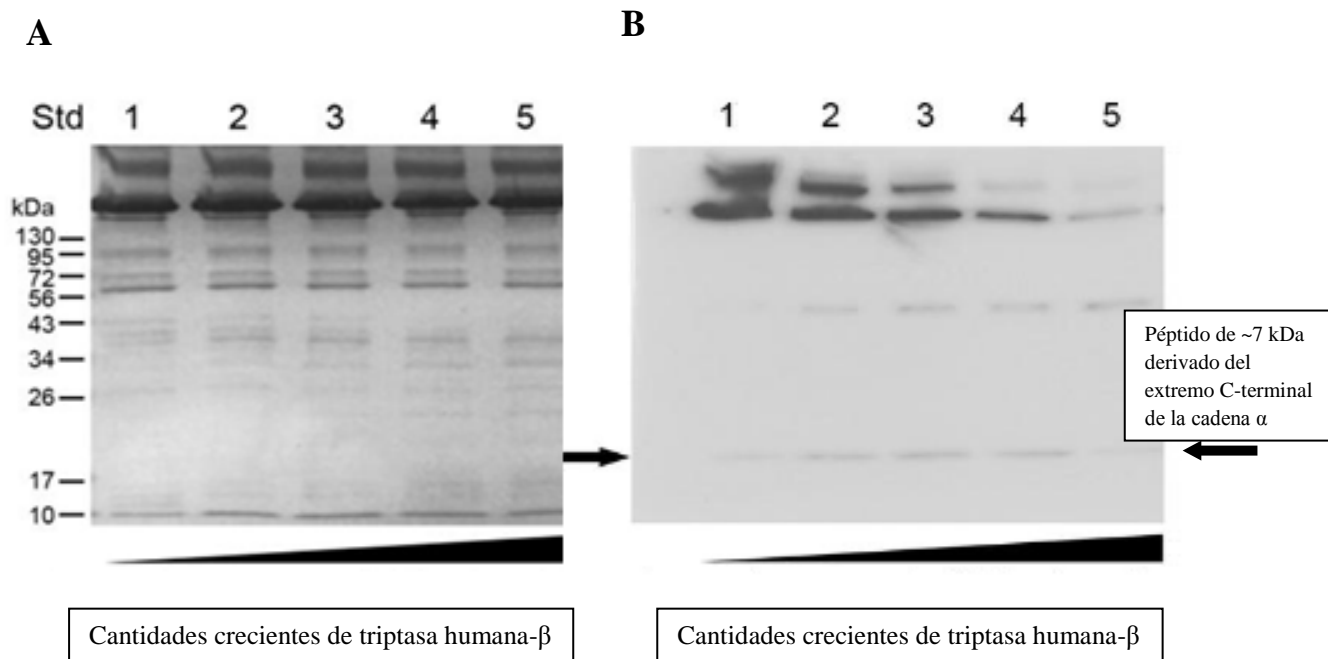 A
B
Std 1 2 3 4 5
1 2 3 4 5
kDa
130
95
72
56
43
34
26
17
10
Péptido de ~7 kDa
derivado del
extremo C-terminal
de la cadena α
Cantidades crecientes de triptasa humana-β
Cantidades crecientes de triptasa humana-β